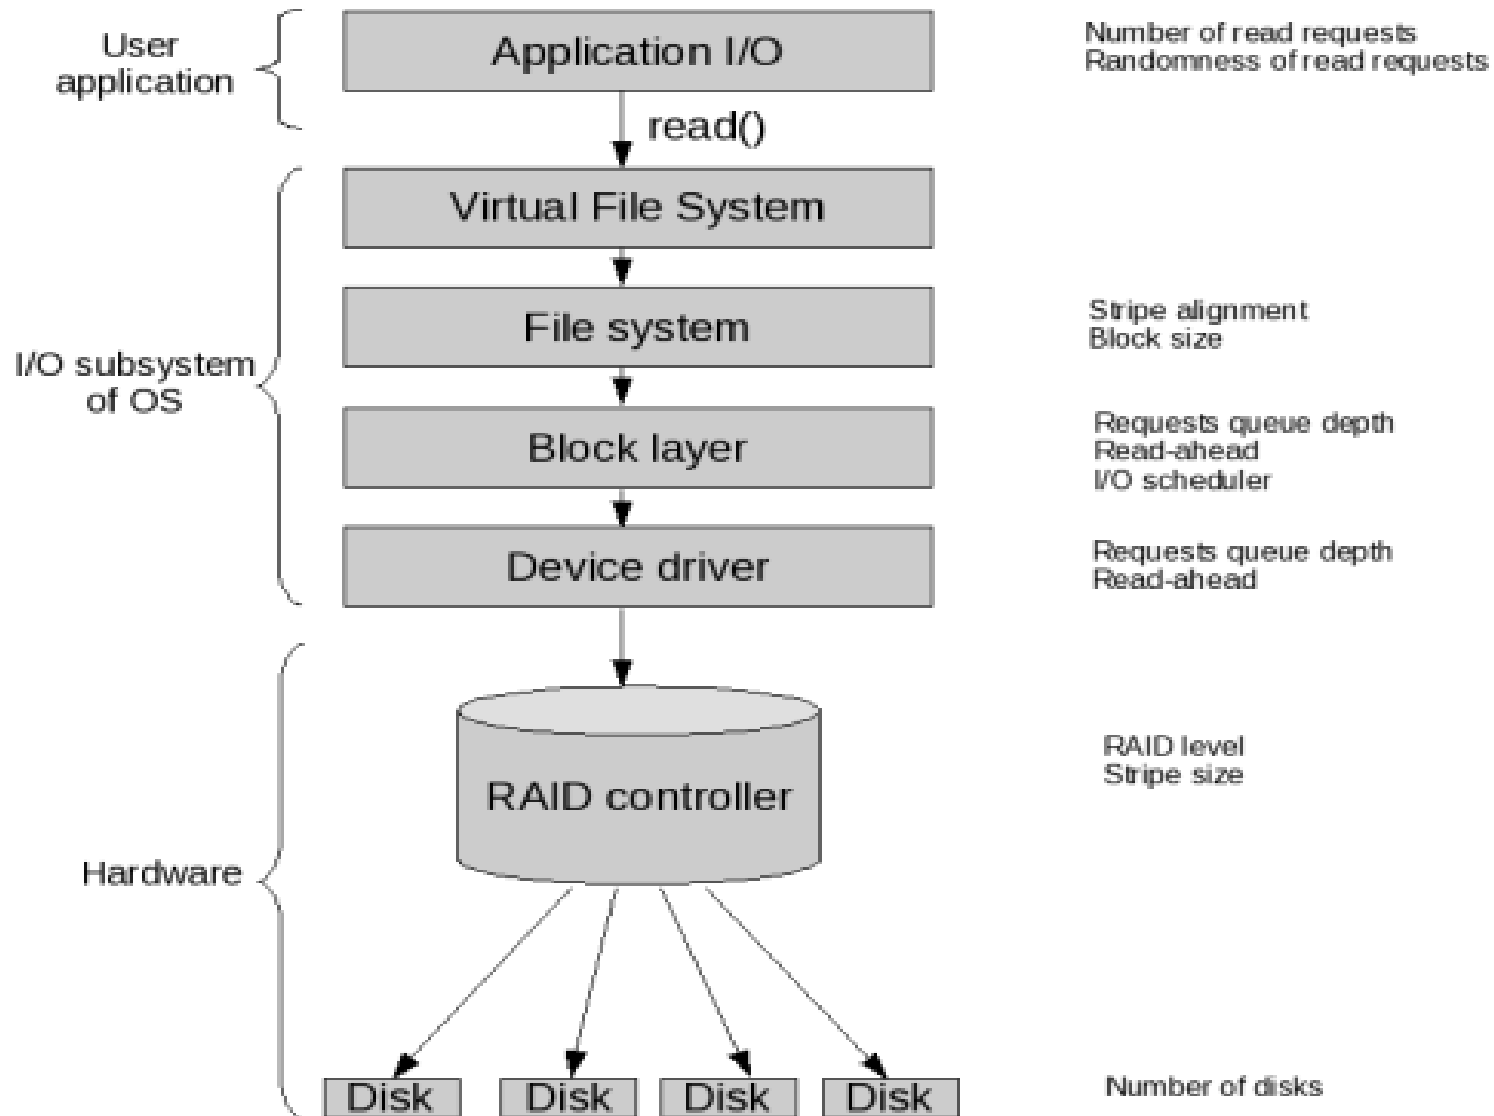 User
application
Application I/O
Number of read requests
Randomness of read requests
read()
Virtual File System
I/O subsystem
of OS
File system
Stripe alignment
Block size
Block layer
Requests queue depth
Read-ahead
I/O scheduler
Device driver
Requests queue depth
Read-ahead
Hardware
RAID controller
RAID level
Stripe size
Disk
Disk
Disk
Disk
Number of disks